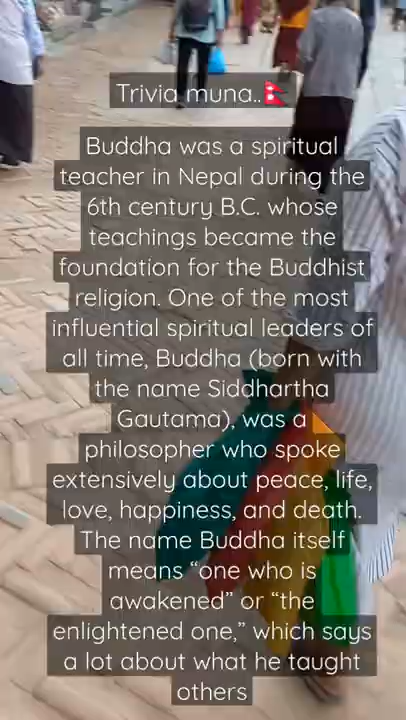 Trivia muna..🇳🇵
Buddha was a spiritual
teacher in Nepal during the
6th century B.C. whose
teachings became the
foundation for the Buddhist
religion. One of the most
influential spiritual leaders of
all time, Buddha (born with
the name Siddhartha
Gautama), was a
philosopher who spoke
extensively about peace, life,
love, happiness, and death.
The name Buddha itself
means “one who is
awakened” or “the
enlightened one,” which says
a lot about what he taught
others